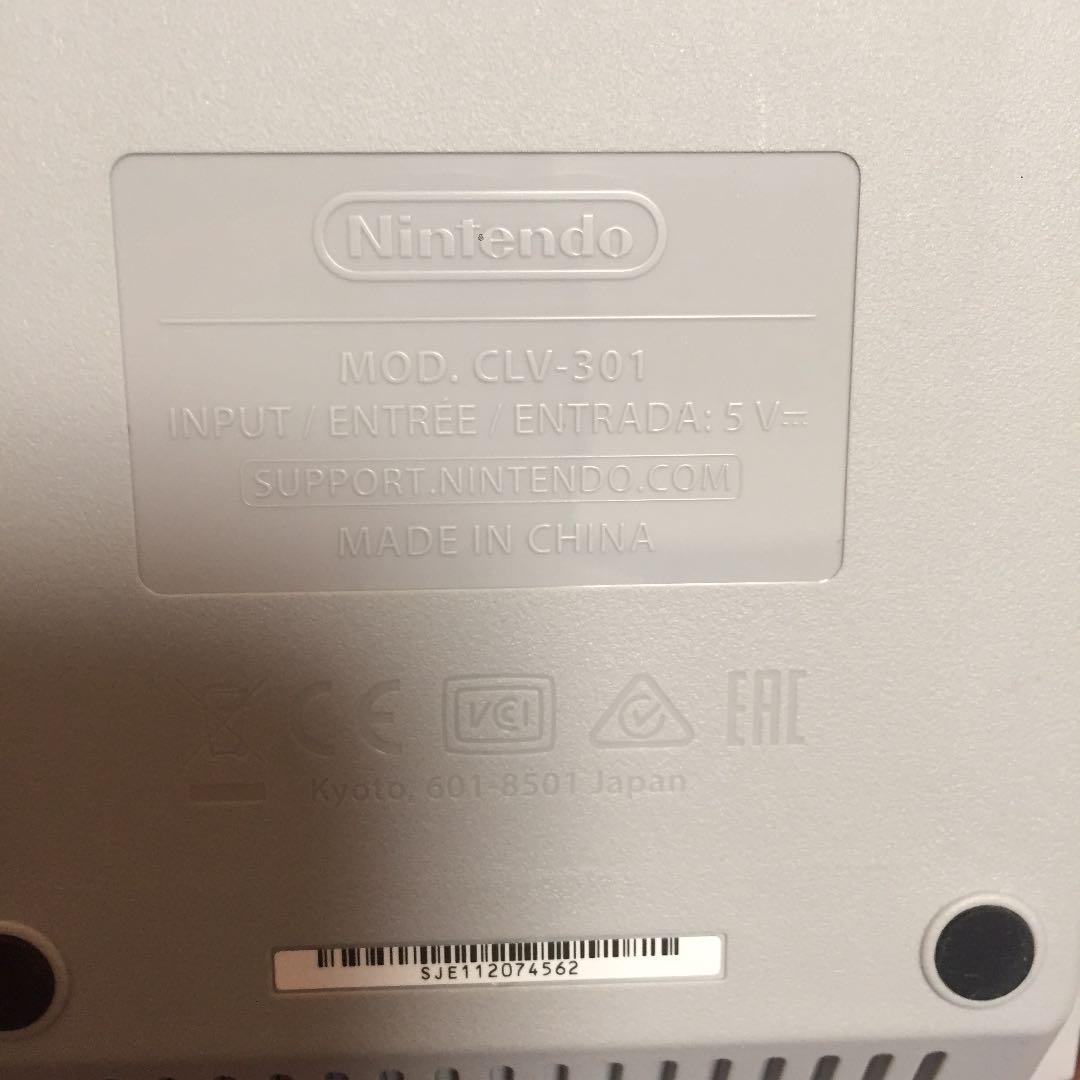 Nintendo
MOD. CLV-301
INPUT / ENTRÉE / ENTRADA: 5 V⎓
SUPPORT.NINTENDO.COM
MADE IN CHINA
CE VCI EAC
Kyoto, 601-8501 Japan
SJE112074562